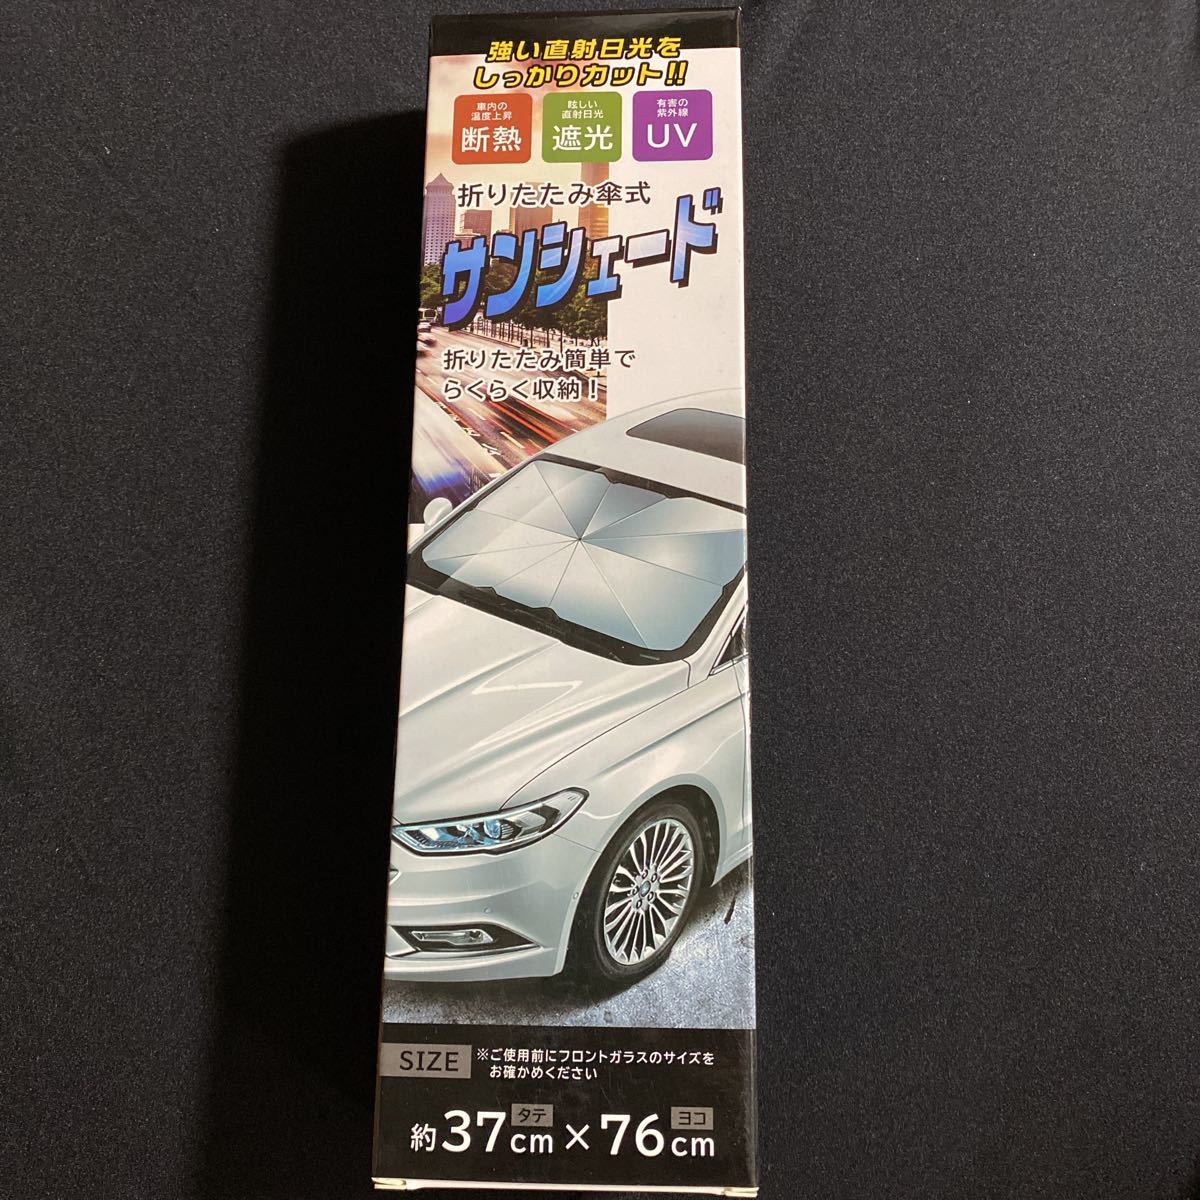 強い直射日光を
しっかりカット!!
車内の
温度上昇
断熱
眩しい
直射日光
遮光
有害の
紫外線
UV
折りたたみ傘式
サンシェード
折りたたみ簡単で
らくらく収納！
SIZE
※ご使用前にフロントガラスのサイズを
お確かめください
約37cm タテ × 76cm ヨコ